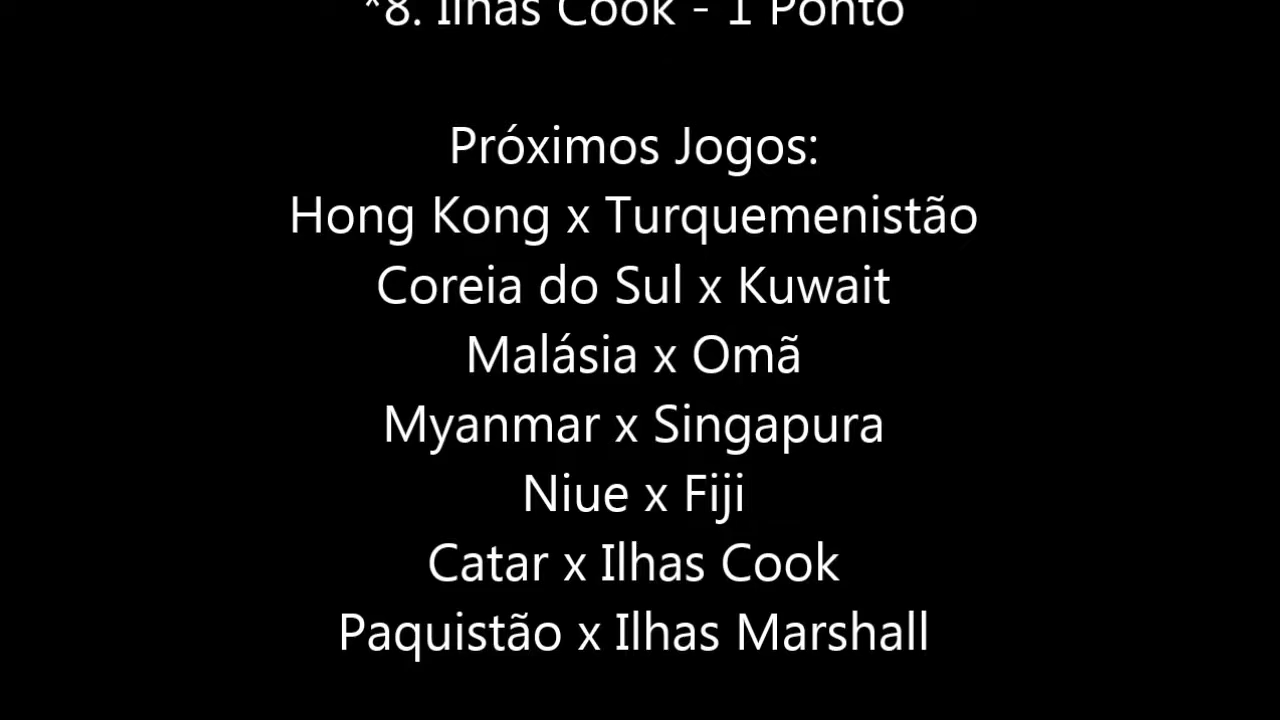 *8. Ilhas Cook - 1 Ponto
Próximos Jogos:
Hong Kong x Turquemenistão
Coreia do Sul x Kuwait
Malásia x Omã
Myanmar x Singapura
Niue x Fiji
Catar x Ilhas Cook
Paquistão x Ilhas Marshall